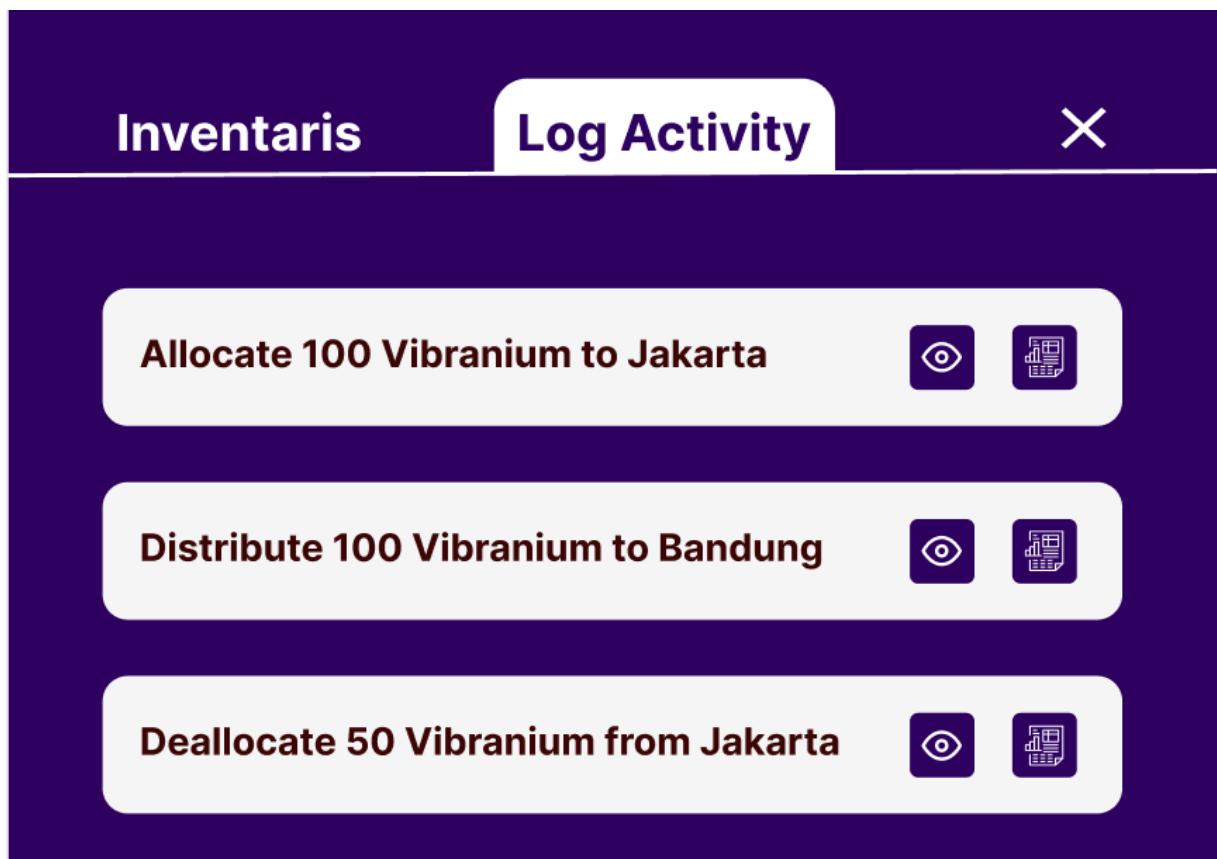 Inventaris
Log Activity
Allocate 100 Vibranium to Jakarta
Distribute 100 Vibranium to Bandung
Deallocate 50 Vibranium from Jakarta